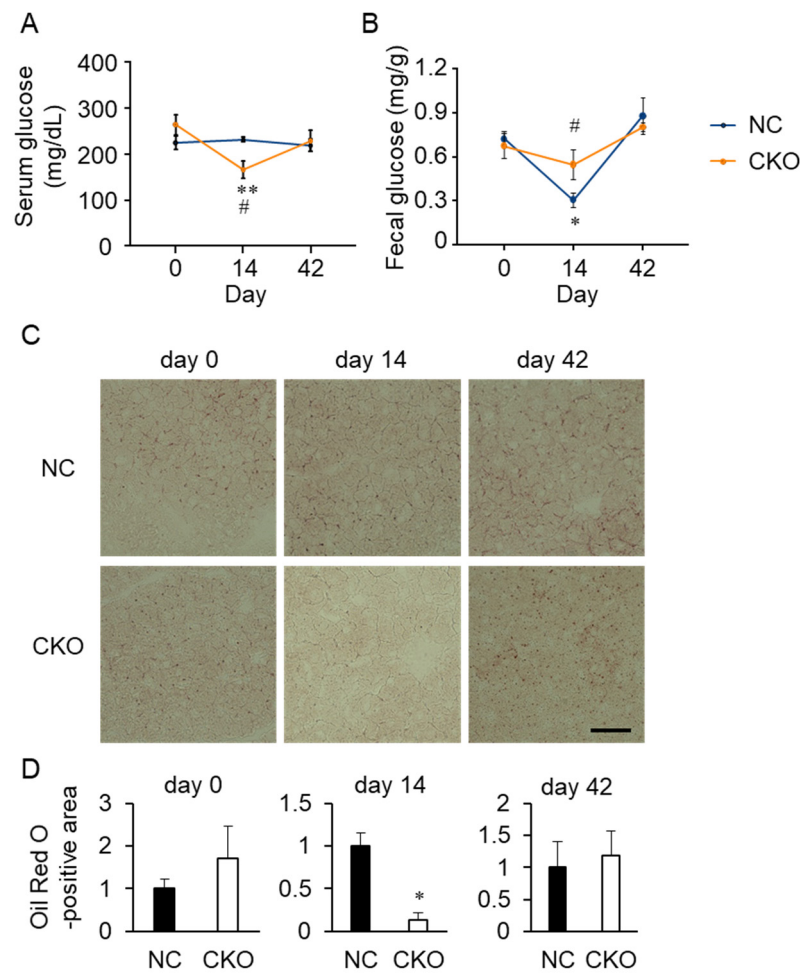 A
Serum glucose
(mg/dL)
400
300
200
100
0
**
#
0 14 42
Day
B
Fecal glucose (mg/g)
1.2
0.9
0.6
0.3
0
#
*
0 14 42
Day
NC
CKO
C
day 0 day 14 day 42
NC
CKO
D
Oil Red O
-positive area
day 0
3
2
1
0
NC CKO
day 14
1.5
1
0.5
0
*
NC CKO
day 42
2
1.5
1
0.5
0
NC CKO